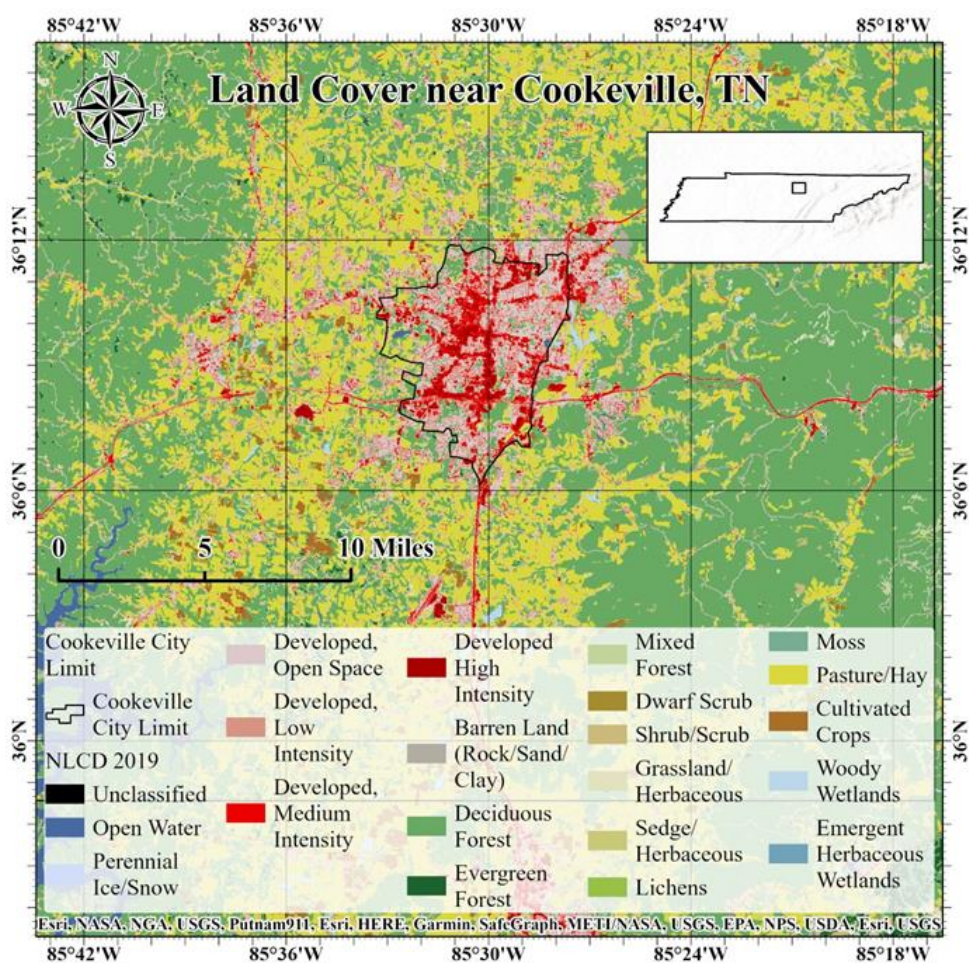 85°42'W 85°36'W 85°30'W 85°24'W 85°18'W
N
W E
S
Land Cover near Cookeville, TN
36°12'N 36°12'N
36°6'N 36°6'N
0 5 10 Miles
36°N 36°N
Cookeville City
Limit
Cookeville
City Limit
NLCD 2019
Unclassified
Open Water
Perennial
Ice/Snow
Developed,
Open Space
Developed,
Low
Intensity
Developed,
Medium
Intensity
Developed
High
Intensity
Barren Land
(Rock/Sand/
Clay)
Deciduous
Forest
Evergreen
Forest
Mixed
Forest
Dwarf Scrub
Shrub/Scrub
Grassland/
Herbaceous
Sedge/
Herbaceous
Lichens
Moss
Pasture/Hay
Cultivated
Crops
Woody
Wetlands
Emergent
Herbaceous
Wetlands
Esri, NASA, NGA, USGS, Putnam911, Esri, HERE, Garmin, SafeGraph, METI/NASA, USGS, EPA, NPS, USDA, Esri, USGS
85°42'W 85°36'W 85°30'W 85°24'W 85°18'W